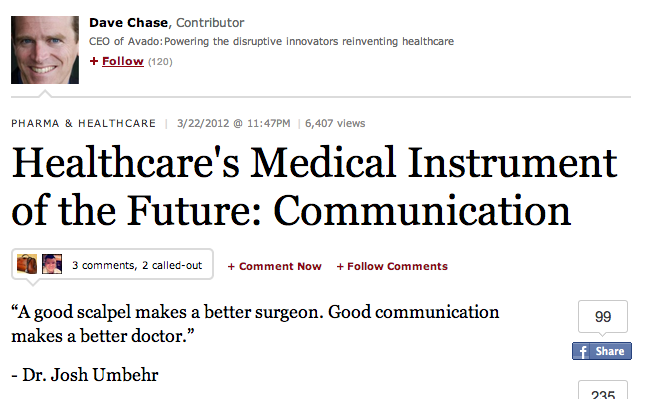 Dave Chase, Contributor
CEO of Avado:Powering the disruptive innovators reinventing healthcare
+ Follow (120)
PHARMA & HEALTHCARE | 3/22/2012 @ 11:47PM | 6,407 views
Healthcare's Medical Instrument
of the Future: Communication
3 comments, 2 called-out + Comment Now + Follow Comments
“A good scalpel makes a better surgeon. Good communication
makes a better doctor.”
- Dr. Josh Umbehr
99
f Share
235